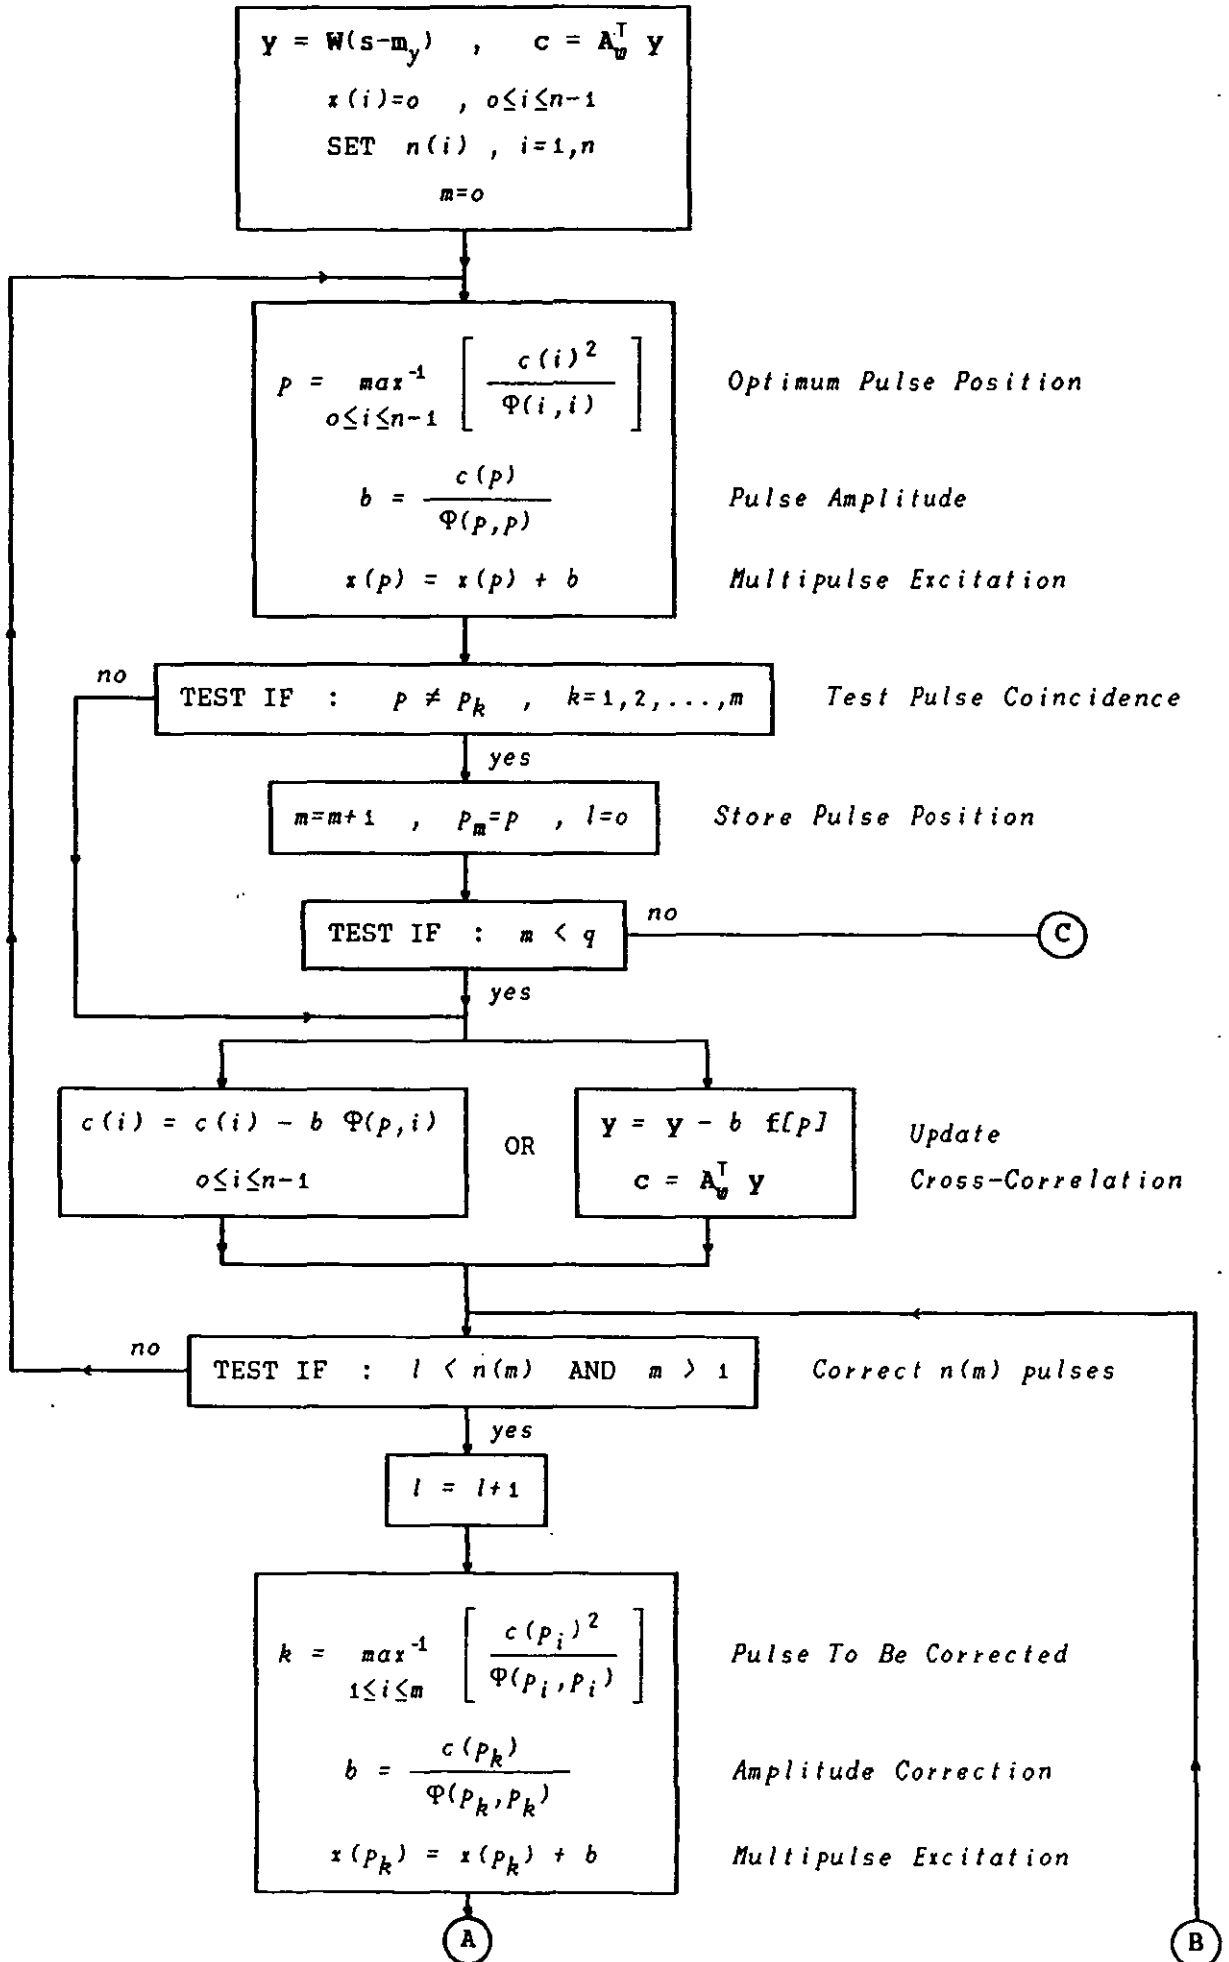 y = W(s-m_y) , c = A_w^T y
x(i)=o , o≤i≤n-1
SET n(i) , i=1,n
m=o
p = max^-1 [ c(i)^2 / Φ(i,i) ] Optimum Pulse Position
o≤i≤n-1
b = c(p) / Φ(p,p) Pulse Amplitude
x(p) = x(p) + b Multipulse Excitation
no
TEST IF : p ≠ p_k , k=1,2,...,m Test Pulse Coincidence
yes
m=m+1 , p_m=p , l=o Store Pulse Position
TEST IF : m < q no C
yes
c(i) = c(i) - b Φ(p,i)
o≤i≤n-1
OR
y = y - b f[p]
c = A_w^T y
Update
Cross-Correlation
no
TEST IF : l < n(m) AND m > 1 Correct n(m) pulses
yes
l = l+1
k = max^-1 [ c(p_i)^2 / Φ(p_i,p_i) ] Pulse To Be Corrected
1≤i≤m
b = c(p_k) / Φ(p_k,p_k) Amplitude Correction
x(p_k) = x(p_k) + b Multipulse Excitation
A
B